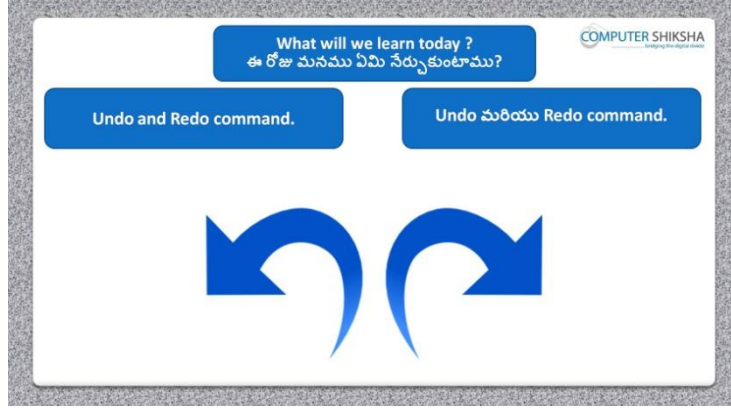 What will we learn today ?
ఈ రోజు మనము ఏమి నేర్చుకుంటాము?
COMPUTER SHIKSHA
bridging the digital divide
Undo and Redo command.
Undo మరియు Redo command.